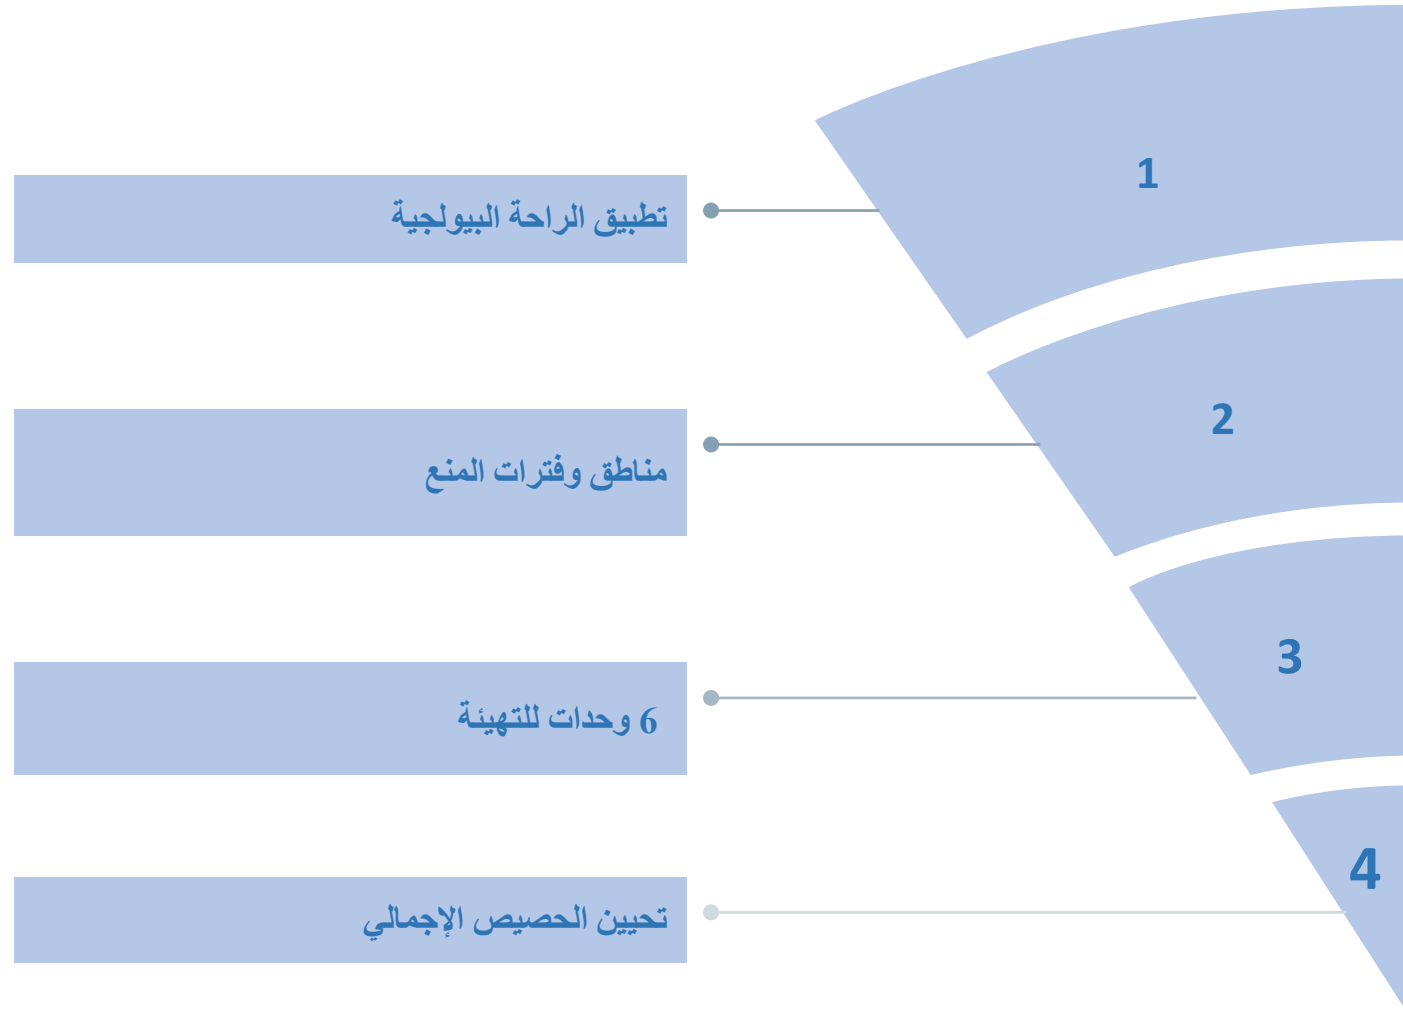 1
تطبيق الراحة البيولجية
2
مناطق وفترات المنع
3
6 وحدات للتهيئة
4
تحيين الحصيص الإجمالي